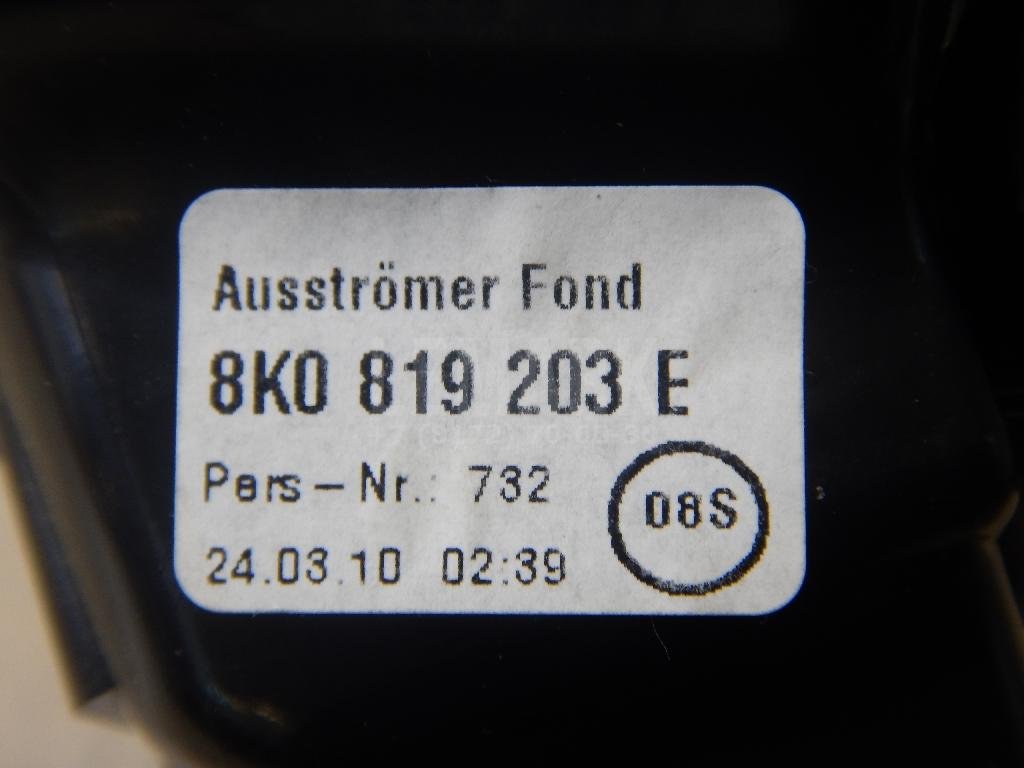 Ausströmer Fond
8K0 819 203 E
Pers-Nr.: 732
08S
24.03.10 02:39